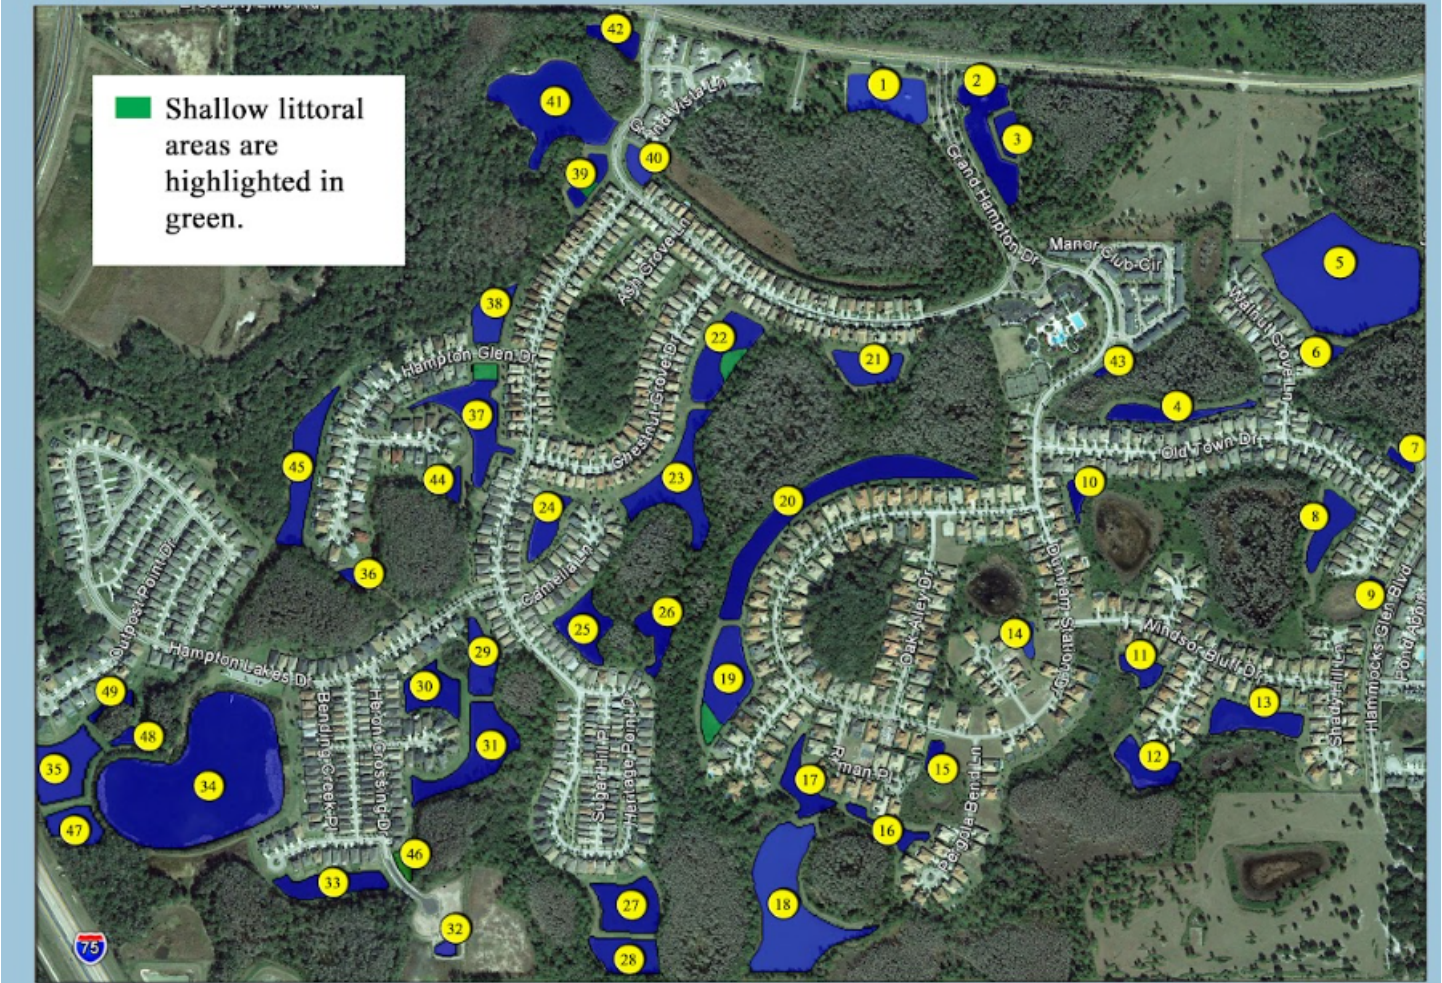 Shallow littoral
areas are
highlighted in
green.
42
41
1
2
3
39
40
Grand Hampton Dr
Manor Club Cir
5
Ash Grove Ln
38
22
Hampton Glen Dr
21
43
6
Walnut Grove Ln
4
37
Chestnut Grove Dr
Old Town Dr
7
45
44
23
10
20
24
8
Outpost Point Dr
36
Camella Ln
Oak Alley Dr
9
26
25
14
Windsor Bluff Dr
Hammocks Glen Blvd
29
11
Hampton Lakes Dr
19
30
49
13
Shady Hill Ln
48
31
Bending Creek Pl
Heron Crossing Dr
Sugar Hill Pl
Heritage Point Dr
35
34
17
15
12
Pergola Bend Ln
47
16
46
33
27
18
32
28
75